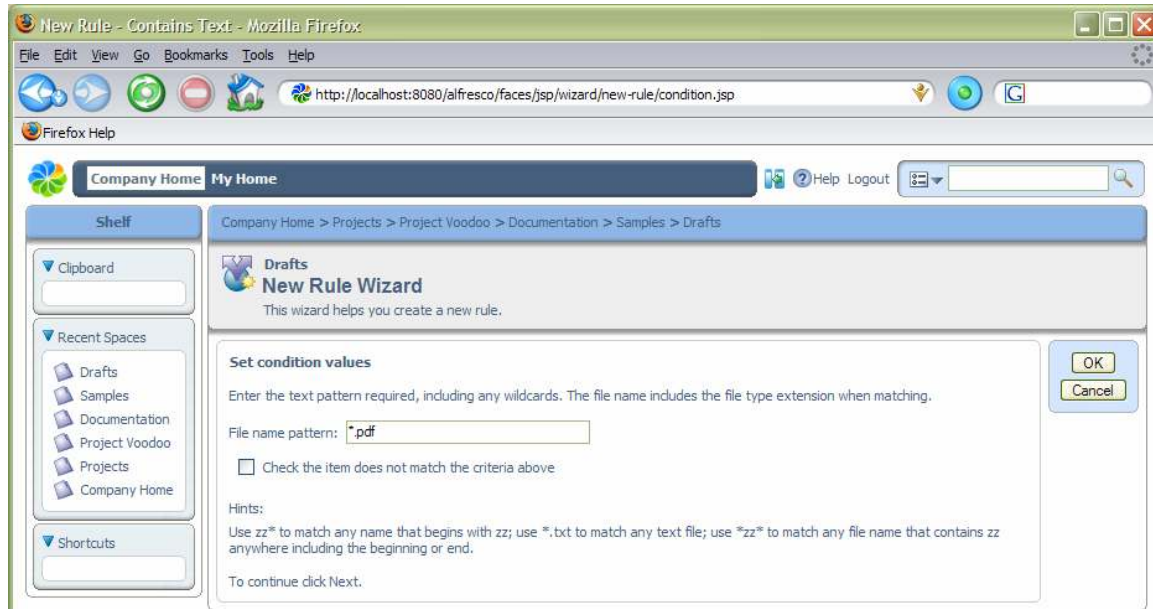 New Rule - Contains Text - Mozilla Firefox
File Edit View Go Bookmarks Tools Help
http://localhost:8080/alfresco/faces/jsp/wizard/new-rule/condition.jsp
G
Firefox Help
Company Home My Home
Help Logout
Shelf
Company Home > Projects > Project Voodoo > Documentation > Samples > Drafts
Clipboard
Drafts
New Rule Wizard
This wizard helps you create a new rule.
Recent Spaces
Drafts
Samples
Documentation
Project Voodoo
Projects
Company Home
Shortcuts
Set condition values
Enter the text pattern required, including any wildcards. The file name includes the file type extension when matching.
File name pattern: *.pdf
Check the item does not match the criteria above
Hints:
Use zz* to match any name that begins with zz; use *.txt to match any text file; use *zz* to match any file name that contains zz
anywhere including the beginning or end.
To continue click Next.
OK
Cancel